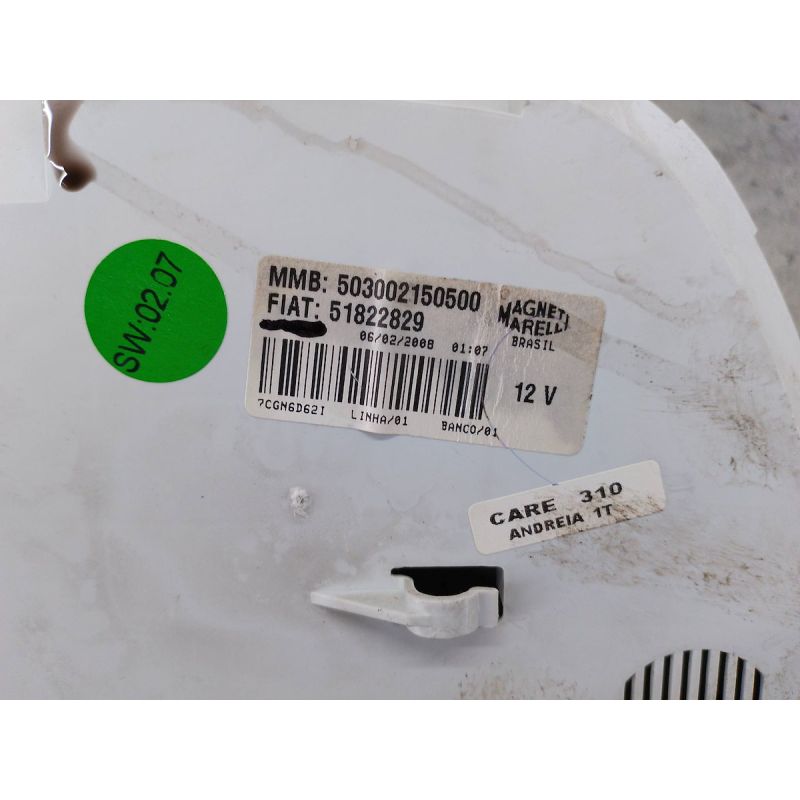 SW:02.07
MMB: 503002150500
FIAT: 51822829
MAGNETI
MARELLI
BRASIL
06/02/2008 01:07
12 V
7CGN6D62I LINHA/01 BANCO/01
CARE 310
ANDREIA 1T